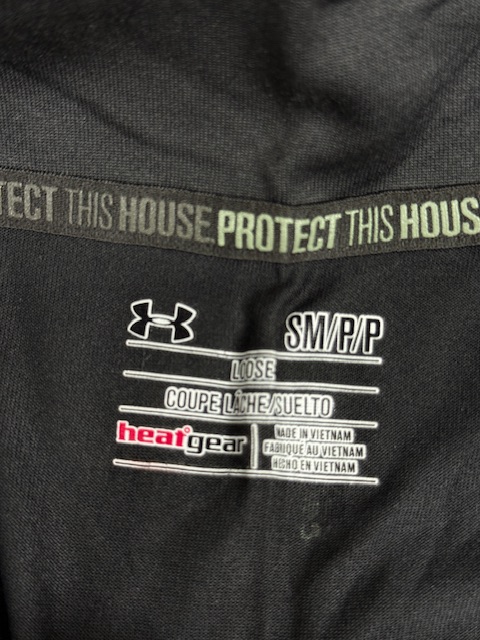 TECT THIS HOUSE PROTECT THIS HOUS
SM/P/P
LOOSE
COUPE LÂCHE/SUELTO
heatgear
MADE IN VIETNAM
FABRIQUÉ AU VIETNAM
HECHO EN VIETNAM